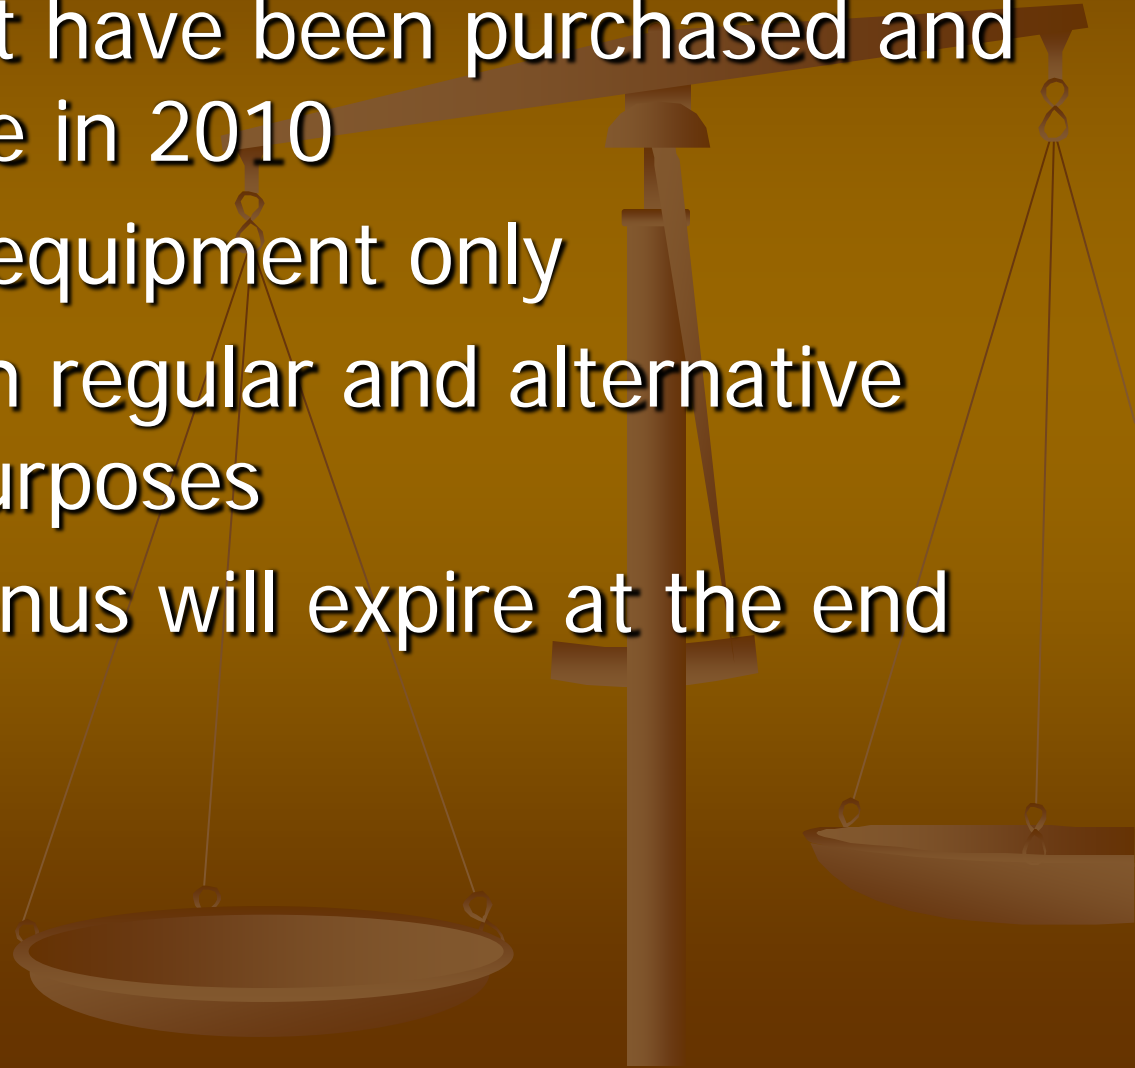 t have been purchased and
e in 2010
equipment only
n regular and alternative
urposes
nus will expire at the end